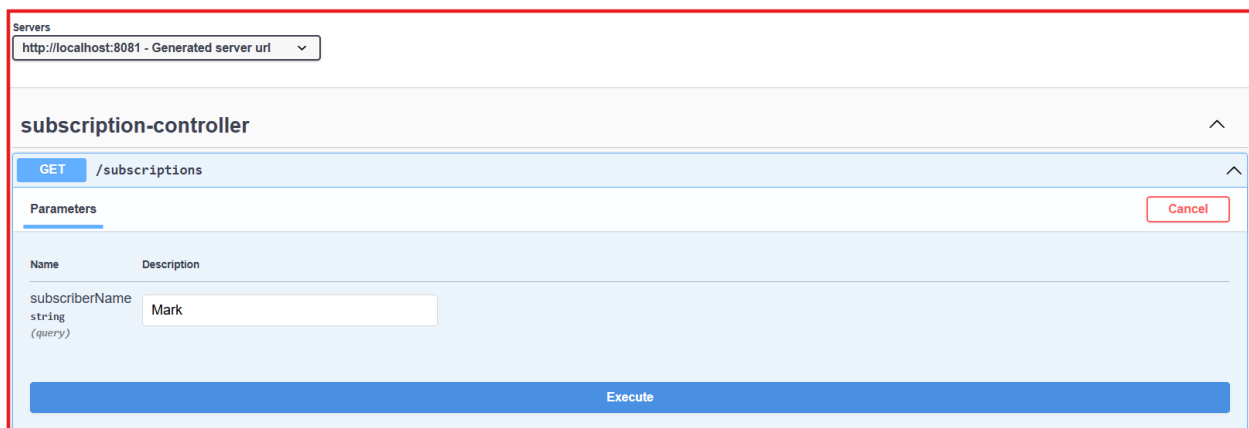 Servers
http://localhost:8081 - Generated server url
subscription-controller
GET /subscriptions
Parameters
Cancel
Name Description
subscriberName
string
(query)
Mark
Execute